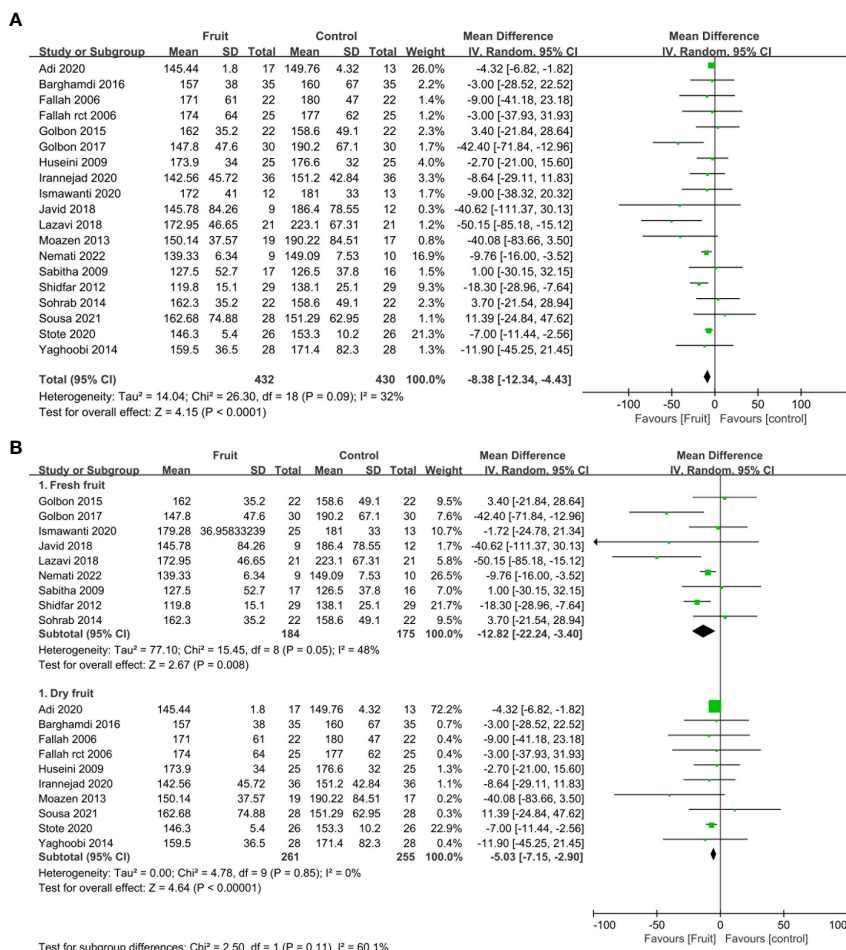 A
Fruit Control Mean Difference Mean Difference
Study or Subgroup Mean SD Total Mean SD Total Weight IV, Random, 95% CI IV, Random, 95% CI
Adi 2020 145.44 1.8 17 149.76 4.32 13 26.0% -4.32 [-6.82, -1.82]
Barghamdi 2016 157 38 35 160 67 35 2.2% -3.00 [-28.52, 22.52]
Fallah 2006 171 61 22 180 47 22 1.4% -9.00 [-41.18, 23.18]
Fallah rct 2006 174 64 25 177 62 25 1.2% -3.00 [-37.93, 31.93]
Golbon 2015 162 35.2 22 158.6 49.1 22 2.3% 3.40 [-21.84, 28.64]
Golbon 2017 147.8 47.6 30 190.2 67.1 30 1.7% -42.40 [-71.84, -12.96]
Huseini 2009 173.9 34 25 176.6 32 25 4.0% -2.70 [-21.00, 15.60]
Irannejad 2020 142.56 45.72 36 151.2 42.84 36 3.3% -8.64 [-29.11, 11.83]
Ismawanti 2020 172 41 12 181 33 13 1.7% -9.00 [-38.32, 20.32]
Javid 2018 145.78 84.26 9 186.4 78.55 12 0.3% -40.62 [-111.37, 30.13]
Lazavi 2018 172.95 46.65 21 223.1 67.31 21 1.2% -50.15 [-85.18, -15.12]
Moazen 2013 150.14 37.57 19 190.22 84.51 17 0.8% -40.08 [-83.66, 3.50]
Nemati 2022 139.33 6.34 9 149.09 7.53 10 16.9% -9.76 [-16.00, -3.52]
Sabitha 2009 127.5 52.7 17 126.5 37.8 16 1.5% 1.00 [-30.15, 32.15]
Shidfar 2012 119.8 15.1 29 138.1 25.1 29 9.3% -18.30 [-28.96, -7.64]
Sohrab 2014 162.3 35.2 22 158.6 49.1 22 2.3% 3.70 [-21.54, 28.94]
Sousa 2021 162.68 74.88 28 151.29 62.95 28 1.1% 11.39 [-24.84, 47.62]
Stote 2020 146.3 5.4 26 153.3 10.2 26 21.3% -7.00 [-11.44, -2.56]
Yaghoobi 2014 159.5 36.5 28 171.4 82.3 28 1.3% -11.90 [-45.25, 21.45]
Total (95% CI) 432 430 100.0% -8.38 [-12.34, -4.43]
Heterogeneity: Tau² = 14.04; Chi² = 26.30, df = 18 (P = 0.09); I² = 32%
Test for overall effect: Z = 4.15 (P < 0.0001)
-100 -50 0 50 100
Favours [Fruit] Favours [control]
B
Fruit Control Mean Difference Mean Difference
Study or Subgroup Mean SD Total Mean SD Total Weight IV, Random, 95% CI IV, Random, 95% CI
1. Fresh fruit
Golbon 2015 162 35.2 22 158.6 49.1 22 9.5% 3.40 [-21.84, 28.64]
Golbon 2017 147.8 47.6 30 190.2 67.1 30 7.6% -42.40 [-71.84, -12.96]
Ismawanti 2020 179.28 36.95833239 25 181 33 13 10.7% -1.72 [-24.78, 21.34]
Javid 2018 145.78 84.26 9 186.4 78.55 12 1.7% -40.62 [-111.37, 30.13]
Lazavi 2018 172.95 46.65 21 223.1 67.31 21 5.8% -50.15 [-85.18, -15.12]
Nemati 2022 139.33 6.34 9 149.09 7.53 10 26.5% -9.76 [-16.00, -3.52]
Sabitha 2009 127.5 52.7 17 126.5 37.8 16 7.0% 1.00 [-30.15, 32.15]
Shidfar 2012 119.8 15.1 29 138.1 25.1 29 21.7% -18.30 [-28.96, -7.64]
Sohrab 2014 162.3 35.2 22 158.6 49.1 22 9.5% 3.70 [-21.54, 28.94]
Subtotal (95% CI) 184 175 100.0% -12.82 [-22.24, -3.40]
Heterogeneity: Tau² = 77.10; Chi² = 15.45, df = 8 (P = 0.05); I² = 48%
Test for overall effect: Z = 2.67 (P = 0.008)
1. Dry fruit
Adi 2020 145.44 1.8 17 149.76 4.32 13 72.2% -4.32 [-6.82, -1.82]
Barghamdi 2016 157 38 35 160 67 35 0.7% -3.00 [-28.52, 22.52]
Fallah 2006 171 61 22 180 47 22 0.4% -9.00 [-41.18, 23.18]
Fallah rct 2006 174 64 25 177 62 25 0.4% -3.00 [-37.93, 31.93]
Huseini 2009 173.9 34 25 176.6 32 25 1.3% -2.70 [-21.00, 15.60]
Irannejad 2020 142.56 45.72 36 151.2 42.84 36 1.1% -8.64 [-29.11, 11.83]
Moazen 2013 150.14 37.57 19 190.22 84.51 17 0.2% -40.08 [-83.66, 3.50]
Sousa 2021 162.68 74.88 28 151.29 62.95 28 0.3% 11.39 [-24.84, 47.62]
Stote 2020 146.3 5.4 26 153.3 10.2 26 22.9% -7.00 [-11.44, -2.56]
Yaghoobi 2014 159.5 36.5 28 171.4 82.3 28 0.4% -11.90 [-45.25, 21.45]
Subtotal (95% CI) 261 255 100.0% -5.03 [-7.15, -2.90]
Heterogeneity: Tau² = 0.00; Chi² = 4.78, df = 9 (P = 0.85); I² = 0%
Test for overall effect: Z = 4.64 (P < 0.00001)
-100 -50 0 50 100
Favours [Fruit] Favours [control]
Test for subgroup differences: Chi² = 2.50, df = 1 (P = 0.11), I² = 60.1%